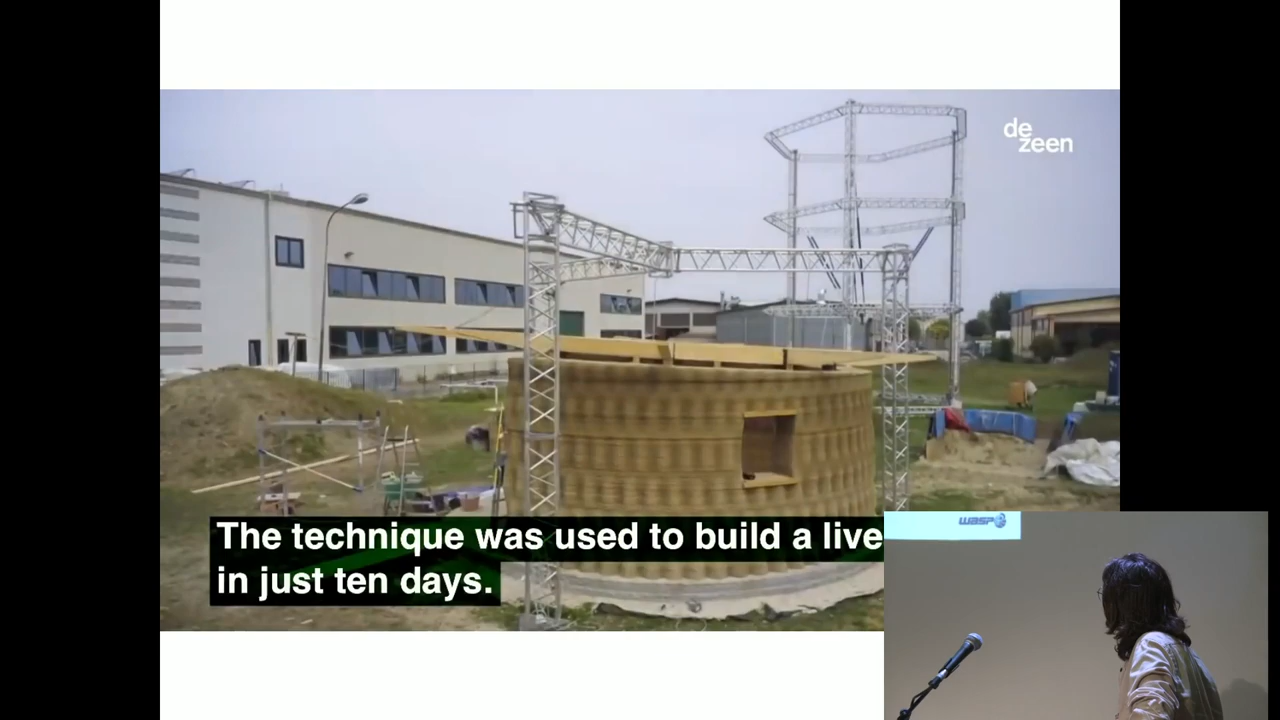 de
zeen
The technique was used to build a live
in just ten days.
WASP